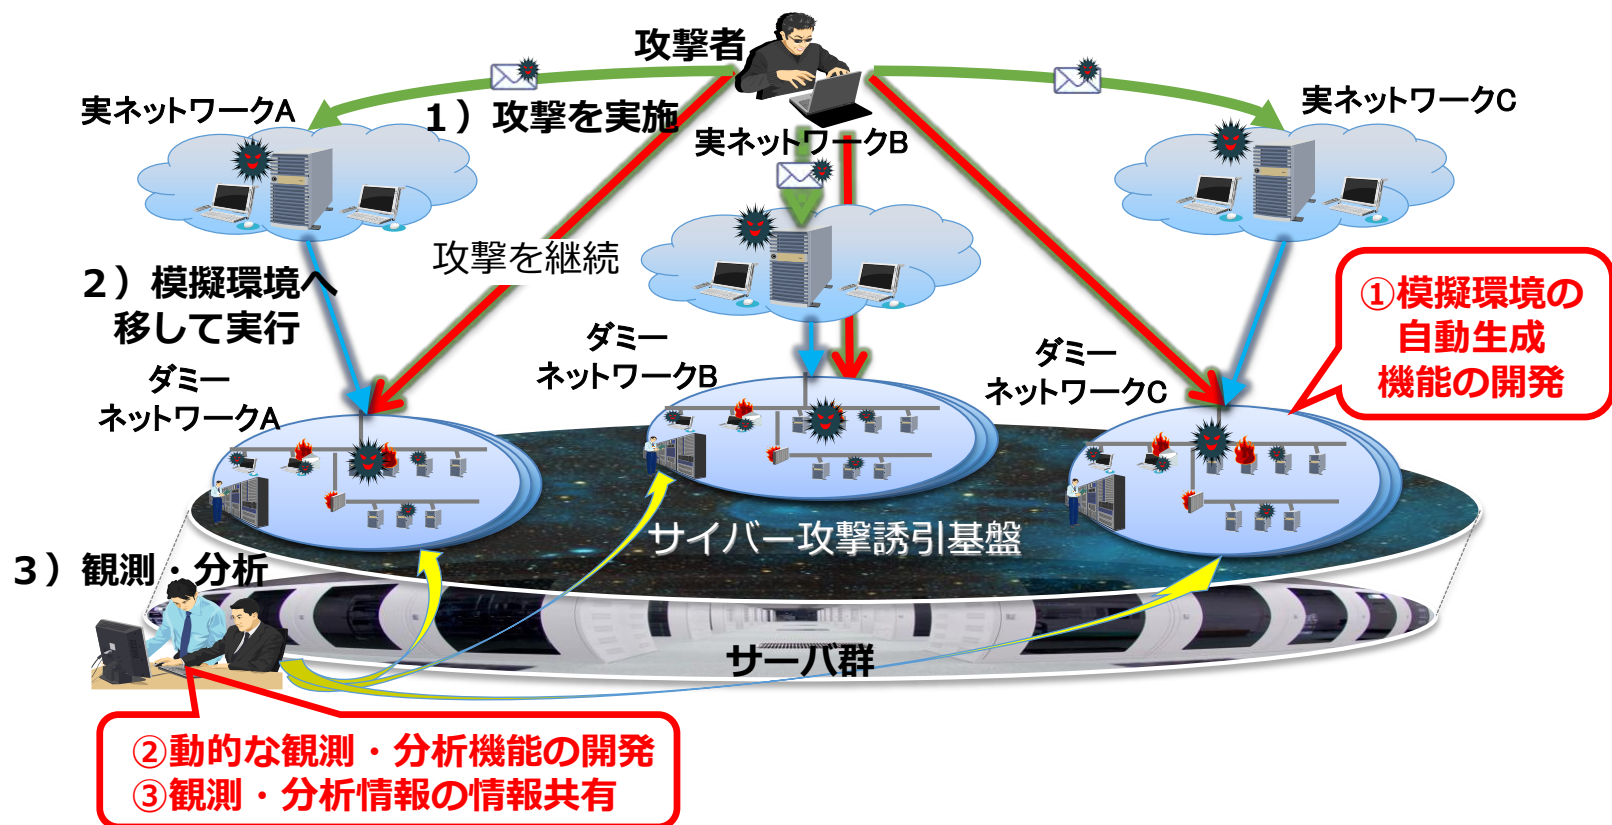 攻撃者
実ネットワークA
1）攻撃を実施
実ネットワークB
実ネットワークC
攻撃を継続
2）模擬環境へ
移して実行
①模擬環境の
自動生成
機能の開発
ダミー
ネットワークA
ダミー
ネットワークB
ダミー
ネットワークC
サイバー攻撃誘引基盤
3）観測・分析
サーバ群
②動的な観測・分析機能の開発
③観測・分析情報の情報共有